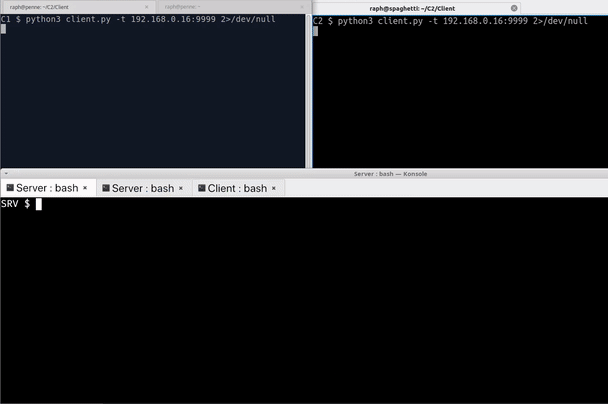 raph@penne: ~/C2/Client
raph@penne: ~
C1 $ python3 client.py -t 192.168.0.16:9999 2>/dev/null
raph@spaghetti: ~/C2/Client
C2 $ python3 client.py -t 192.168.0.16:9999 2>/dev/null
Server : bash — Konsole
Server : bash
Server : bash
Client : bash
SRV $